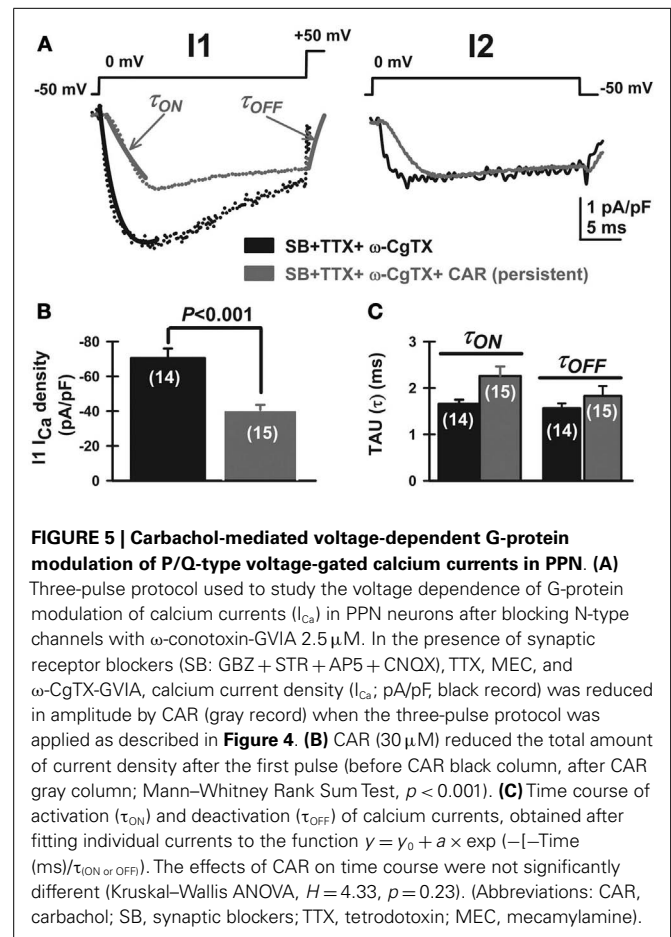 A
I1
I2
+50 mV
0 mV
0 mV
-50 mV
-50 mV
τON
τOFF
1 pA/pF
5 ms
SB+TTX+ ω-CgTX
SB+TTX+ ω-CgTX+ CAR (persistent)
B
P<0.001
I1 ICa density
(pA/pF)
-80
-60
-40
-20
0
(14)
(15)
C
TAU (τ) (ms)
3
2
1
0
τON
τOFF
(14)
(15)
(14)
(15)
FIGURE 5 | Carbachol-mediated voltage-dependent G-protein
modulation of P/Q-type voltage-gated calcium currents in PPN. (A)
Three-pulse protocol used to study the voltage dependence of G-protein
modulation of calcium currents (ICa) in PPN neurons after blocking N-type
channels with ω-conotoxin-GVIA 2.5 μM. In the presence of synaptic
receptor blockers (SB: GBZ + STR + AP5 + CNQX), TTX, MEC, and
ω-CgTX-GVIA, calcium current density (ICa; pA/pF, black record) was reduced
in amplitude by CAR (gray record) when the three-pulse protocol was
applied as described in Figure 4. (B) CAR (30 μM) reduced the total amount
of current density after the first pulse (before CAR black column, after CAR
gray column; Mann–Whitney Rank Sum Test, p < 0.001). (C) Time course of
activation (τON) and deactivation (τOFF) of calcium currents, obtained after
fitting individual currents to the function y = y0 + a × exp (–[–Time
(ms)/τ(ON or OFF)). The effects of CAR on time course were not significantly
different (Kruskal–Wallis ANOVA, H = 4.33, p = 0.23). (Abbreviations: CAR,
carbachol; SB, synaptic blockers; TTX, tetrodotoxin; MEC, mecamylamine).